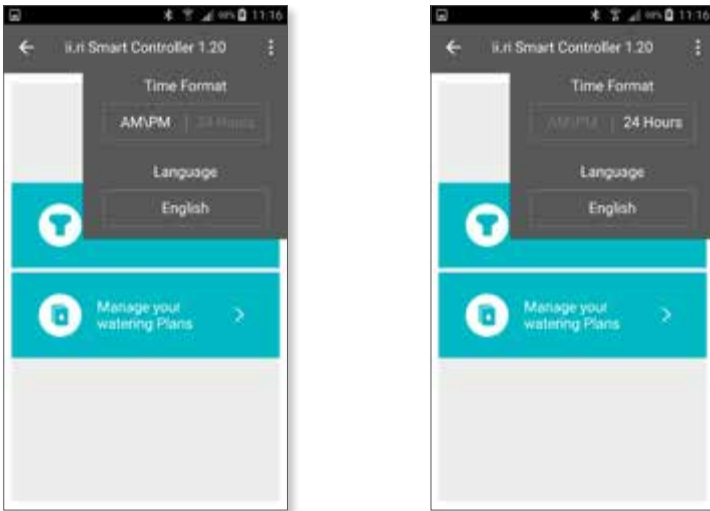 11:16
ii.ri Smart Controller 1.20
Time Format
AM\PM | 24 Hours
Language
English
Manage your
watering Plans
11:16
ii.ri Smart Controller 1.20
Time Format
AM\PM | 24 Hours
Language
English
Manage your
watering Plans